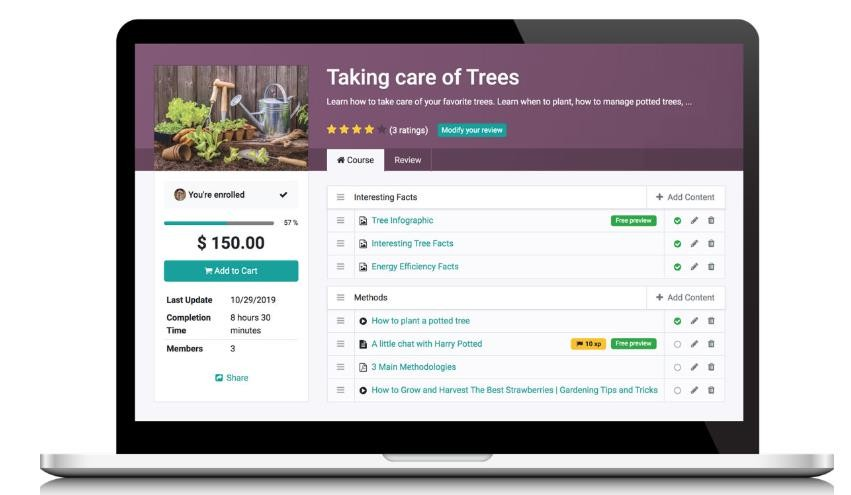 Taking care of Trees
Learn how to take care of your favorite trees. Learn when to plant, how to manage potted trees, ...
(3 ratings) Modify your review
Course Review
You're enrolled
57 %
$ 150.00
Add to Cart
Last Update 10/29/2019
Completion Time 8 hours 30 minutes
Members 3
Share
Interesting Facts + Add Content
Tree Infographic Free preview
Interesting Tree Facts
Energy Efficiency Facts
Methods + Add Content
How to plant a potted tree
A little chat with Harry Potted 10 xp Free preview
3 Main Methodologies
How to Grow and Harvest The Best Strawberries | Gardening Tips and Tricks